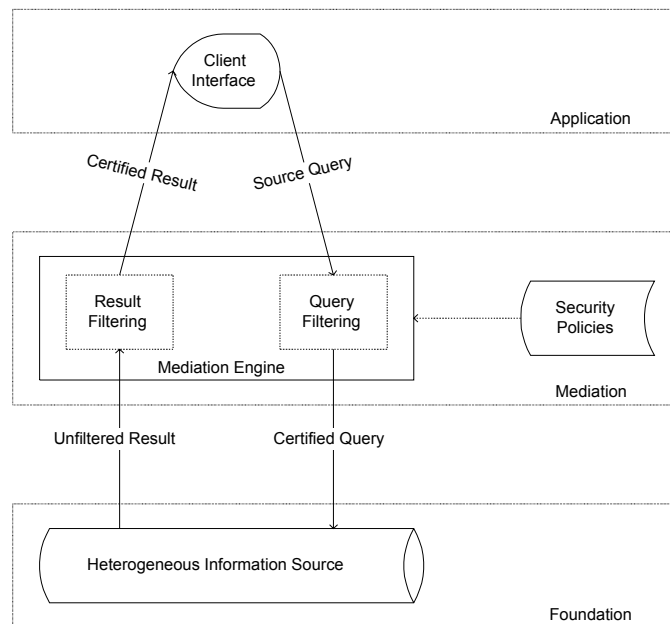 Client
Interface
Application
Certified Result
Source Query
Result
Filtering
Query
Filtering
Security
Policies
Mediation Engine
Mediation
Unfiltered Result
Certified Query
Heterogeneous Information Source
Foundation